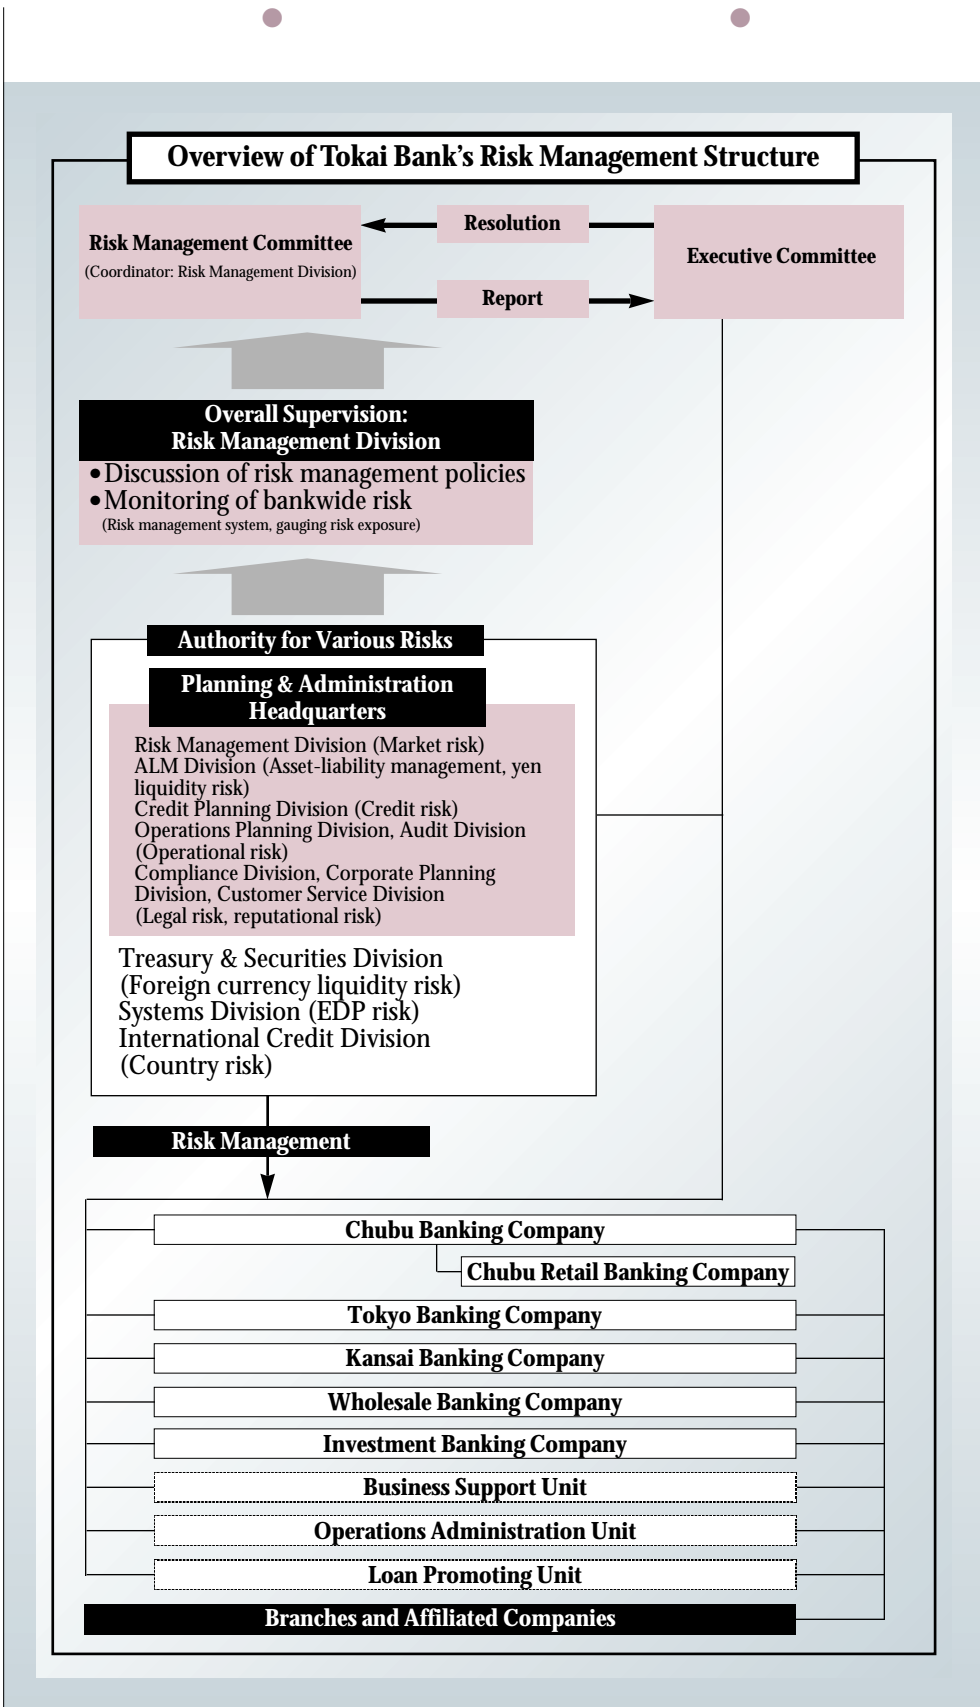 Overview of Tokai Bank's Risk Management Structure
Risk Management Committee
(Coordinator: Risk Management Division)
Resolution
Report
Executive Committee
Overall Supervision:
Risk Management Division
•Discussion of risk management policies
•Monitoring of bankwide risk
(Risk management system, gauging risk exposure)
Authority for Various Risks
Planning & Administration
Headquarters
Risk Management Division (Market risk)
ALM Division (Asset-liability management, yen
liquidity risk)
Credit Planning Division (Credit risk)
Operations Planning Division, Audit Division
(Operational risk)
Compliance Division, Corporate Planning
Division, Customer Service Division
(Legal risk, reputational risk)
Treasury & Securities Division
(Foreign currency liquidity risk)
Systems Division (EDP risk)
International Credit Division
(Country risk)
Risk Management
Chubu Banking Company
Chubu Retail Banking Company
Tokyo Banking Company
Kansai Banking Company
Wholesale Banking Company
Investment Banking Company
Business Support Unit
Operations Administration Unit
Loan Promoting Unit
Branches and Affiliated Companies